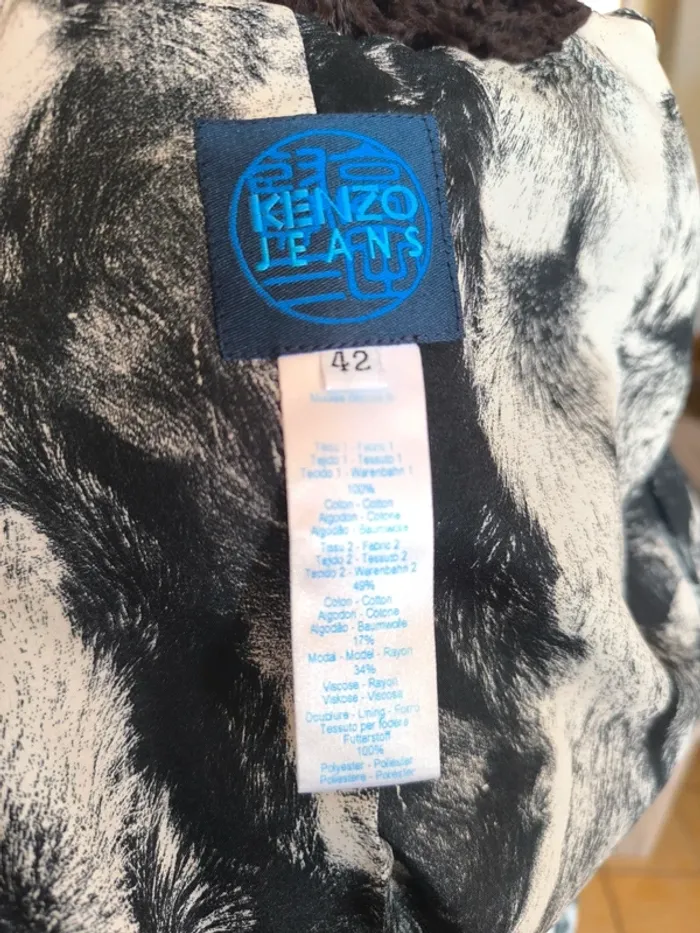 KENZO
JEANS
42
Tissu 1 - Fabric 1
Tejido 1 - Tessuto 1
Tecido 1 - Warenbahn 1
100%
Coton - Cotton
Algodon - Cotone
Algodão - Baumwolle
Tissu 2 - Fabric 2
Tejido 2 - Tessuto 2
Tecido 2 - Warenbahn 2
49%
Coton - Cotton
Algodon - Cotone
Algodão - Baumwolle
17%
Modal - Model - Rayon
34%
Viscose - Rayon
Viskose - Viscosa
Doublure - Lining - Forro
Tessuto per fodera
Futterstoff
100%
Polyester - Poliester
Poliestere - Polyester